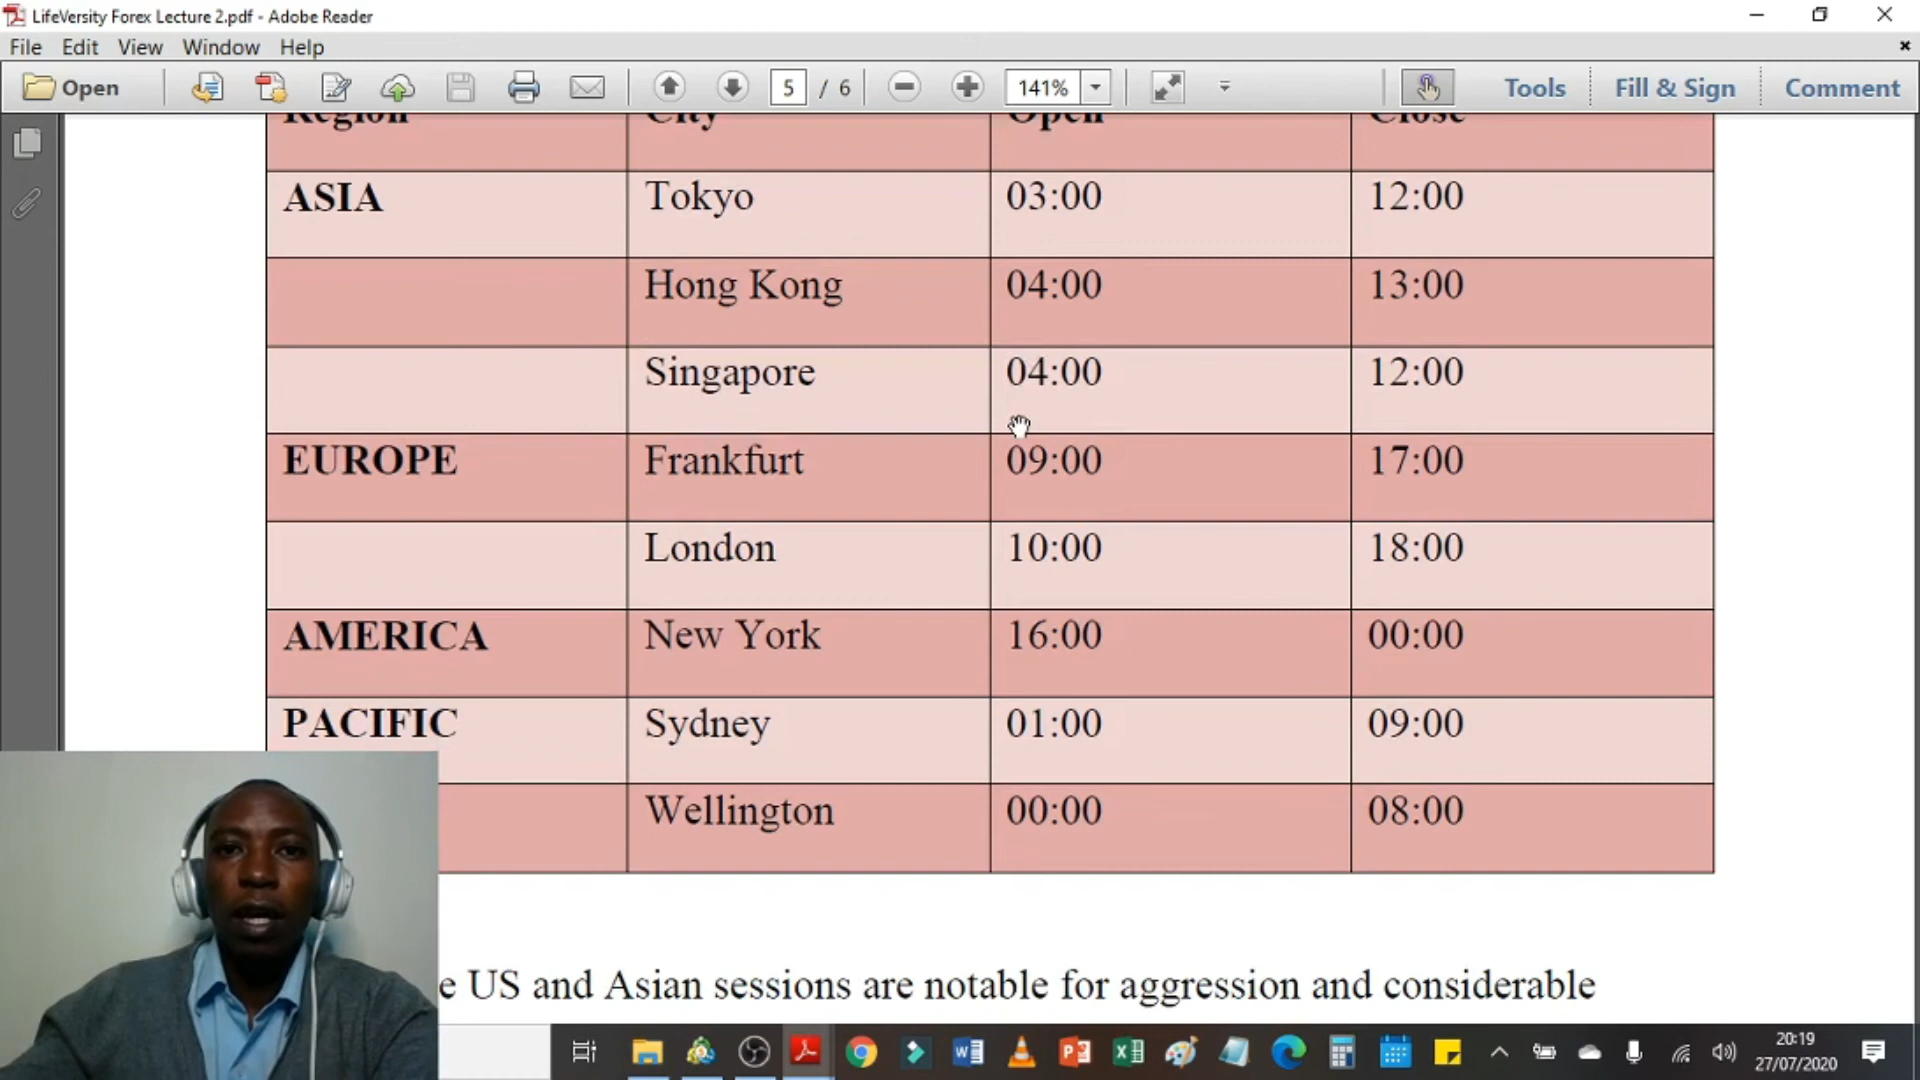 LifeVersity Forex Lecture 2.pdf - Adobe Reader
File Edit View Window Help
Open 5 / 6 141% Tools Fill & Sign Comment
Region City Open Close
ASIA Tokyo 03:00 12:00
Hong Kong 04:00 13:00
Singapore 04:00 12:00
EUROPE Frankfurt 09:00 17:00
London 10:00 18:00
AMERICA New York 16:00 00:00
PACIFIC Sydney 01:00 09:00
Wellington 00:00 08:00
e US and Asian sessions are notable for aggression and considerable
20:19
27/07/2020